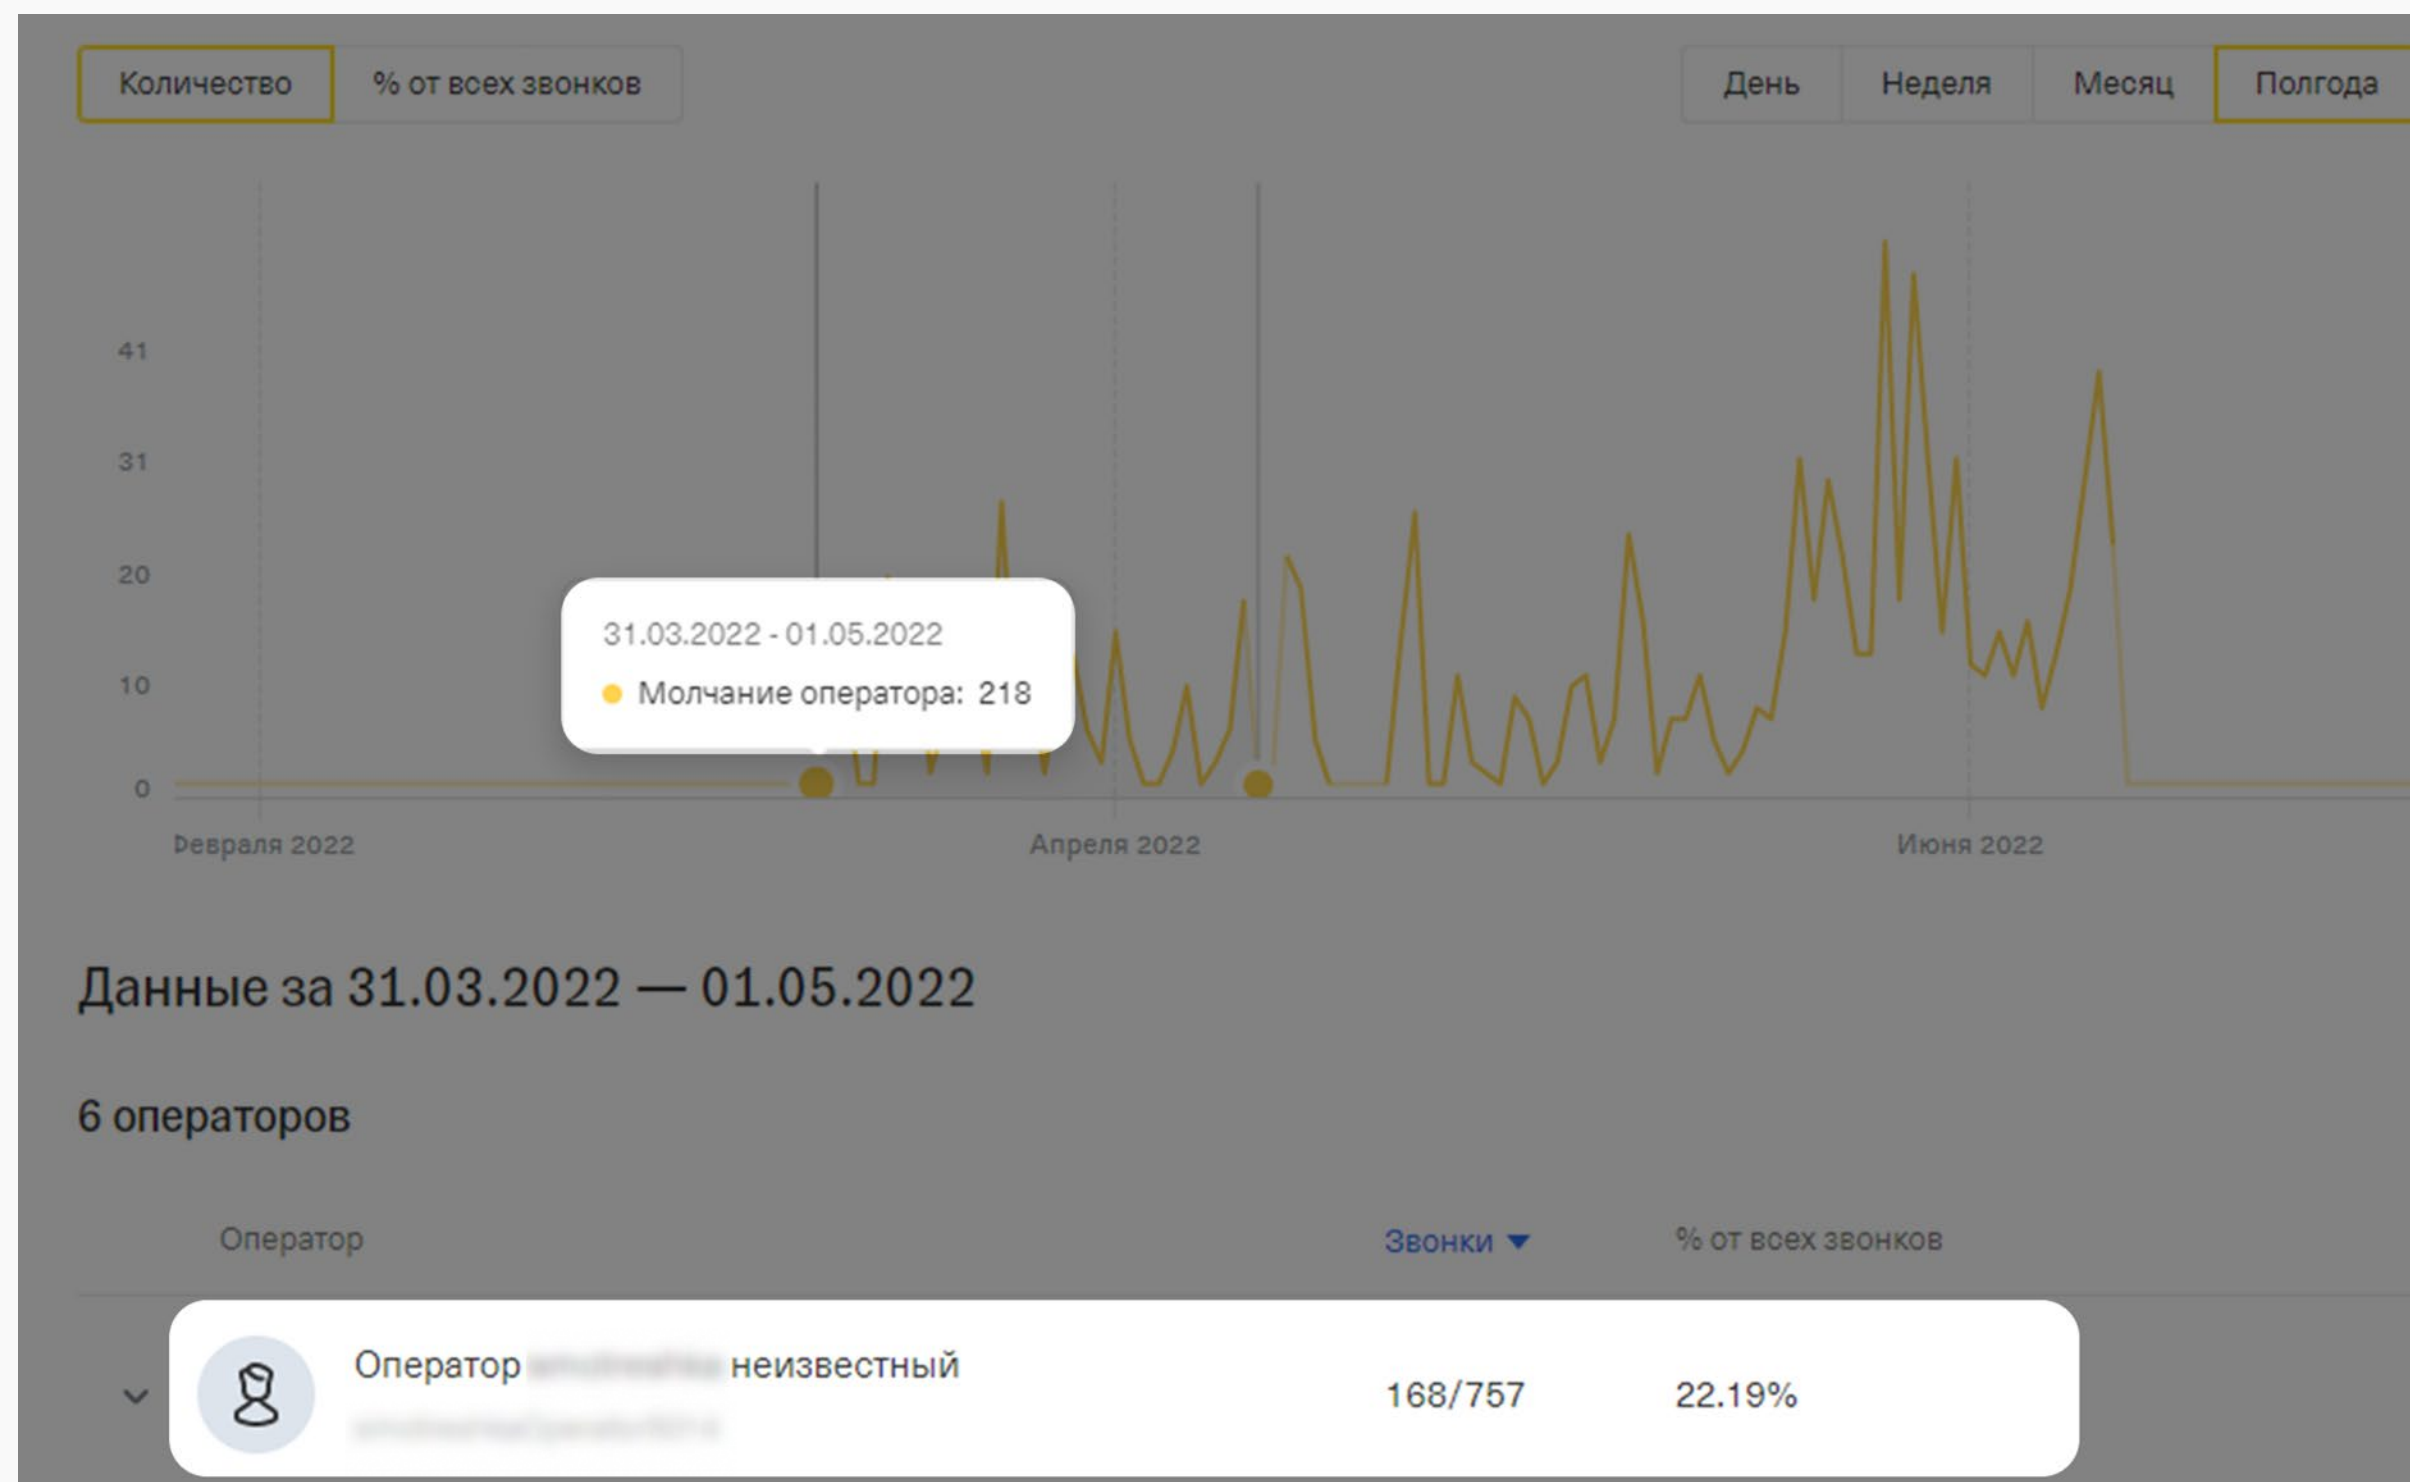 Количество % от всех звонков День Неделя Месяц Полгода
41
31
20
31.03.2022 - 01.05.2022
10
Молчание оператора: 218
0
Февраля 2022 Апреля 2022 Июня 2022
Данные за 31.03.2022 — 01.05.2022
6 операторов
Оператор Звонки % от всех звонков
Оператор неизвестный
168/757 22.19%